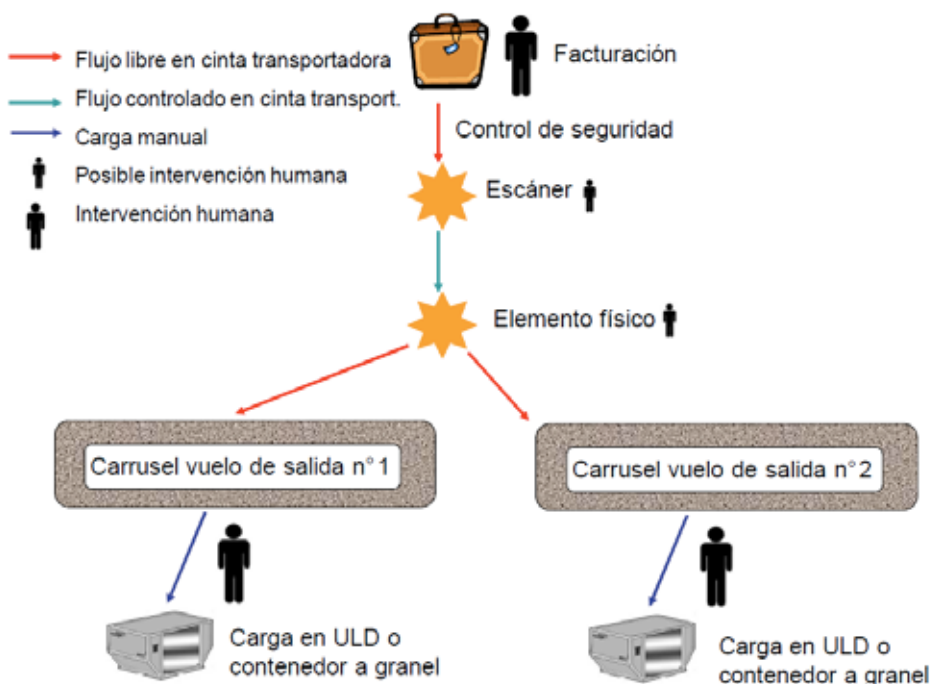 Flujo libre en cinta transportadora
Flujo controlado en cinta transport.
Carga manual
Posible intervención humana
Intervención humana
Facturación
Control de seguridad
Escáner
Elemento físico
Carrusel vuelo de salida n° 1
Carrusel vuelo de salida n° 2
Carga en ULD o
contenedor a granel
Carga en ULD o
contenedor a granel